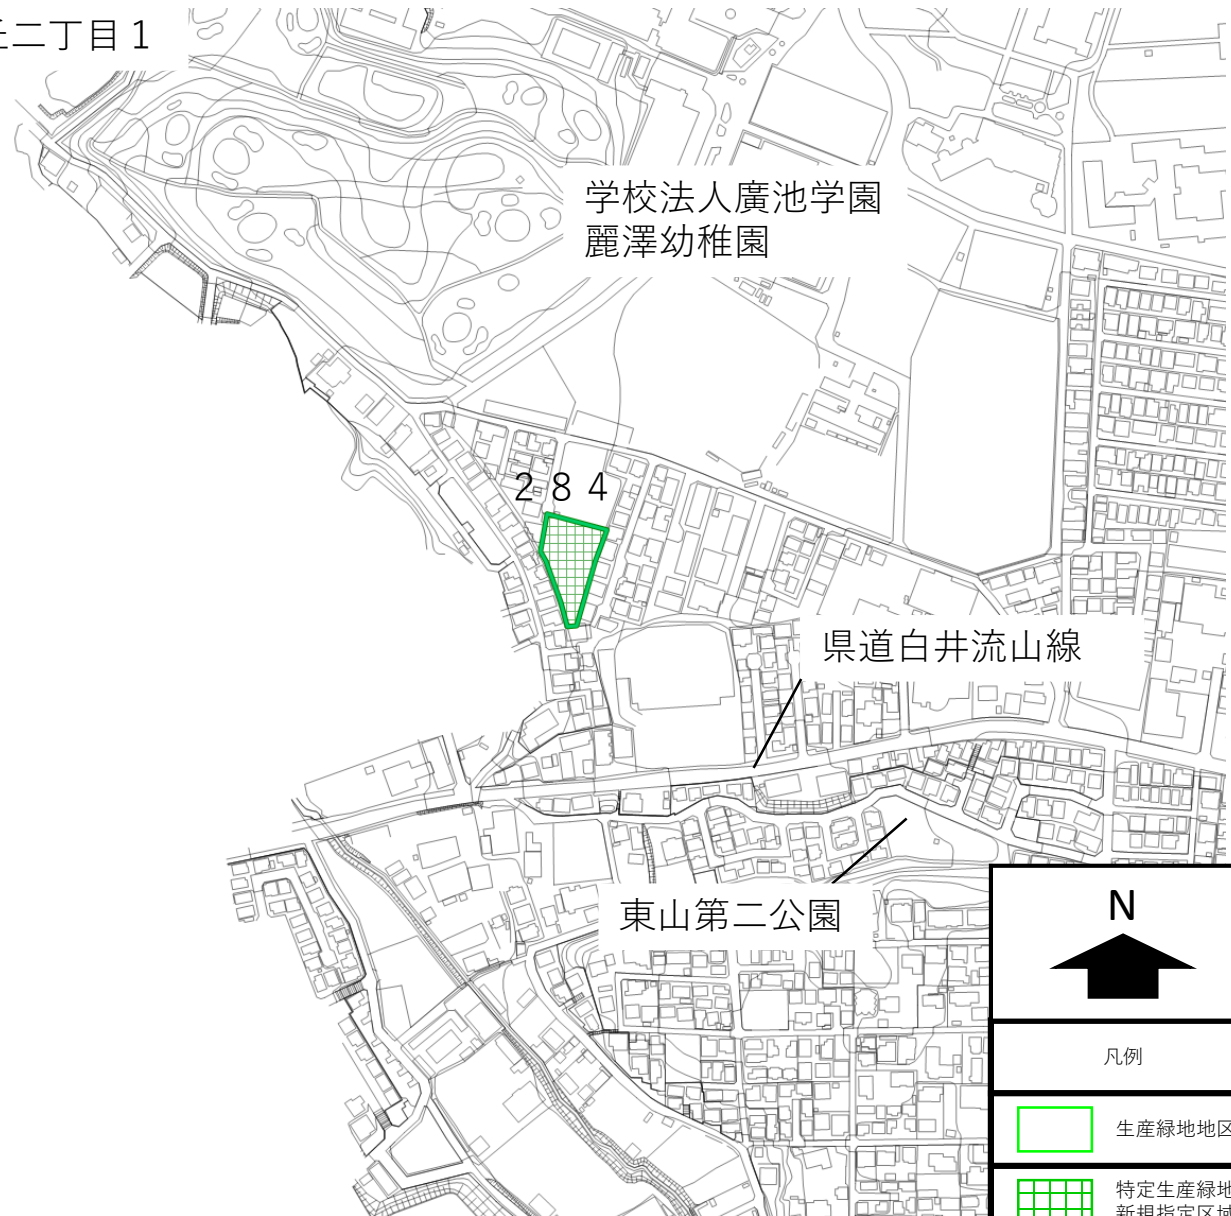 丘二丁目１
学校法人廣池学園
麗澤幼稚園
２８４
県道白井流山線
東山第二公園
N
凡例
生産緑地地区
特定生産緑地
新規指定区域